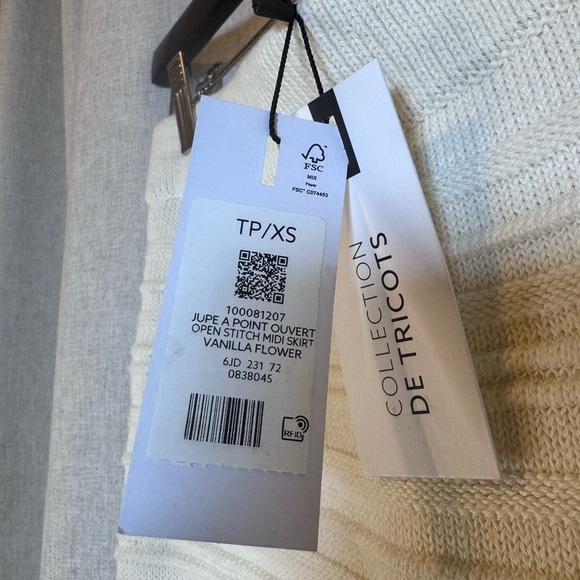 FSC
MIX
Paper
FSC® C074453
TP/XS
100081207
JUPE A POINT OUVERT
OPEN STITCH MIDI SKIRT
VANILLA FLOWER
6JD 231 72
0838045
RFID
COLLECTION
DE TRICOTS